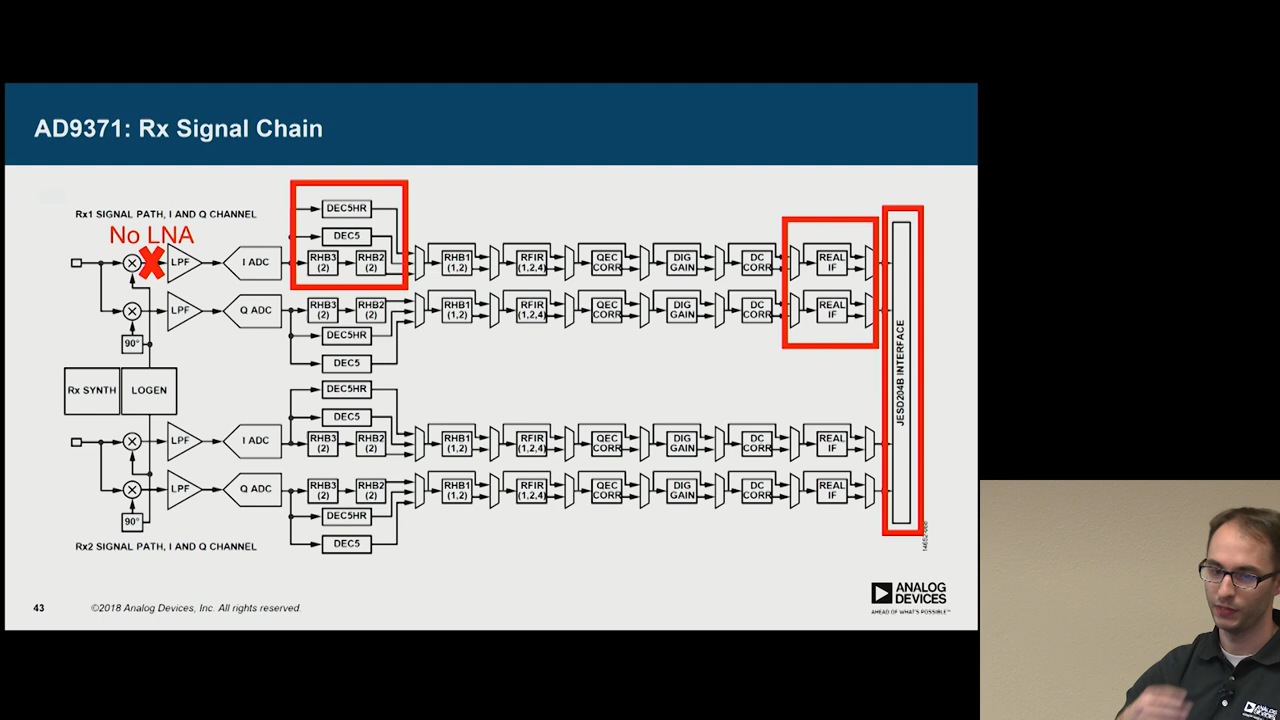 AD9371: Rx Signal Chain
Rx1 SIGNAL PATH, I AND Q CHANNEL
No LNA
DEC5HR
DEC5
LPF
I ADC
RHB3 (2)
RHB2 (2)
RHB1 (1,2)
RFIR (1,2,4)
QEC CORR
DIG GAIN
DC CORR
REAL IF
LPF
Q ADC
RHB3 (2)
RHB2 (2)
RHB1 (1,2)
RFIR (1,2,4)
QEC CORR
DIG GAIN
DC CORR
REAL IF
90°
DEC5HR
DEC5
Rx SYNTH
LOGEN
JESD204B INTERFACE
DEC5HR
DEC5
LPF
I ADC
RHB3 (2)
RHB2 (2)
RHB1 (1,2)
RFIR (1,2,4)
QEC CORR
DIG GAIN
DC CORR
REAL IF
LPF
Q ADC
RHB3 (2)
RHB2 (2)
RHB1 (1,2)
RFIR (1,2,4)
QEC CORR
DIG GAIN
DC CORR
REAL IF
90°
DEC5HR
DEC5
Rx2 SIGNAL PATH, I AND Q CHANNEL
43
©2018 Analog Devices, Inc. All rights reserved.
ANALOG
DEVICES
AHEAD OF WHAT'S POSSIBLE™
ANALOG
DEVICES